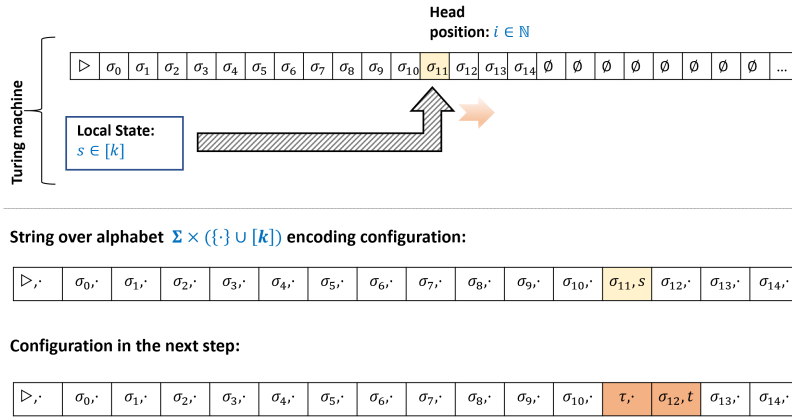 Head
position: i ∈ ℕ
Turing machine
▷ σ₀ σ₁ σ₂ σ₃ σ₄ σ₅ σ₆ σ₇ σ₈ σ₉ σ₁₀ σ₁₁ σ₁₂ σ₁₃ σ₁₄ ∅ ∅ ∅ ∅ ∅ ∅ ∅ ∅ ...
Local State:
s ∈ [k]
String over alphabet Σ × ({·} ∪ [k]) encoding configuration:
▷,· σ₀,· σ₁,· σ₂,· σ₃,· σ₄,· σ₅,· σ₆,· σ₇,· σ₈,· σ₉,· σ₁₀,· σ₁₁, s σ₁₂,· σ₁₃,· σ₁₄,·
Configuration in the next step:
▷,· σ₀,· σ₁,· σ₂,· σ₃,· σ₄,· σ₅,· σ₆,· σ₇,· σ₈,· σ₉,· σ₁₀,· τ,· σ₁₂, t σ₁₃,· σ₁₄,·